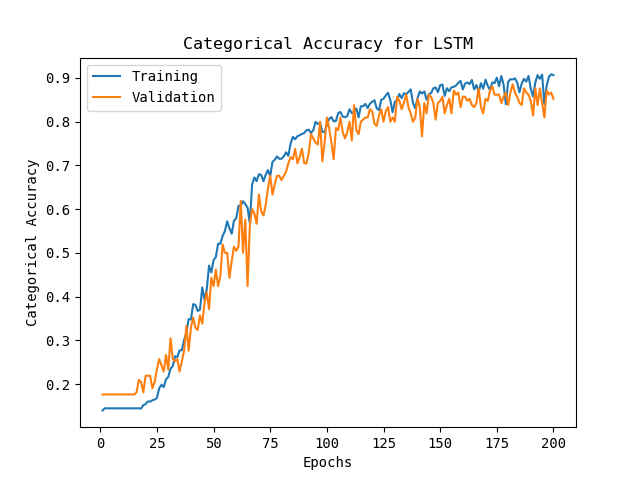 Categorical Accuracy for LSTM
Training
Validation
Categorical Accuracy
0.9
0.8
0.7
0.6
0.5
0.4
0.3
0.2
0 25 50 75 100 125 150 175 200
Epochs